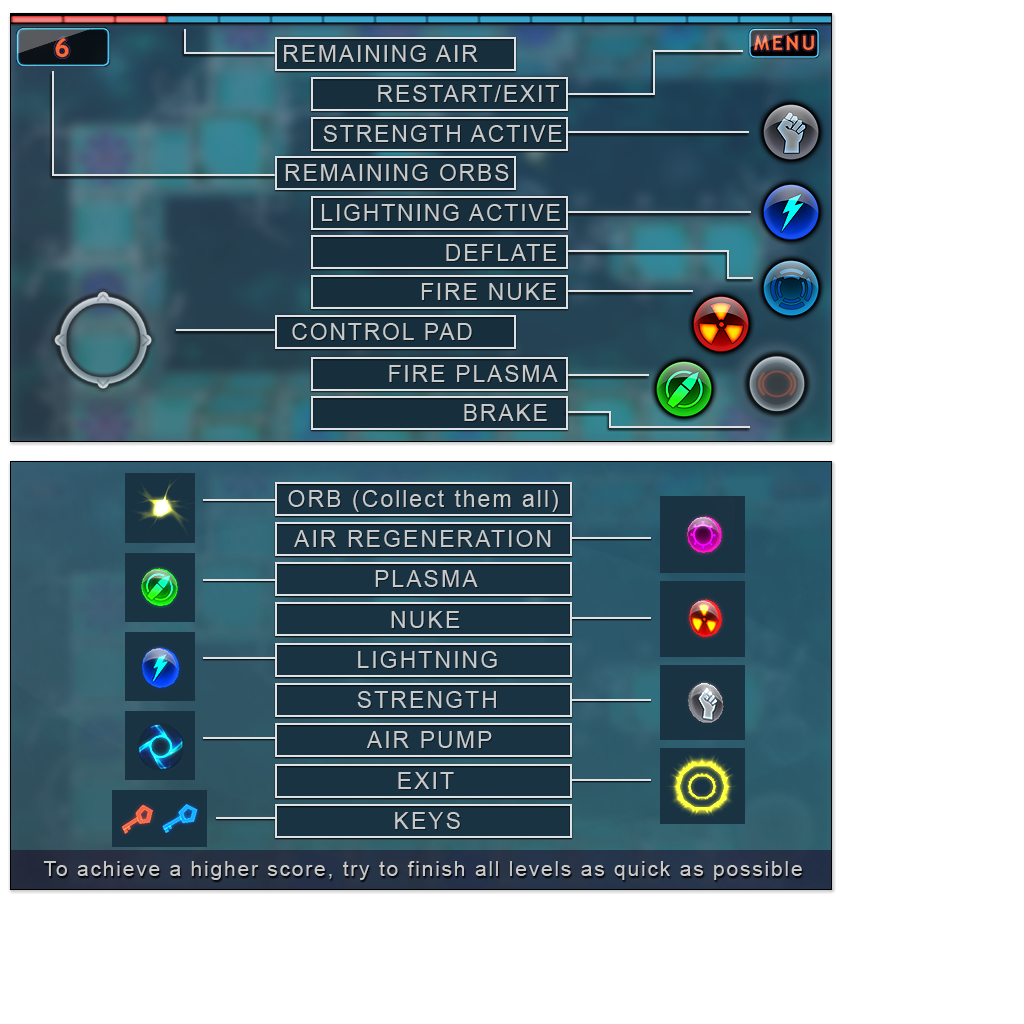 6
REMAINING AIR
MENU
RESTART/EXIT
STRENGTH ACTIVE
REMAINING ORBS
LIGHTNING ACTIVE
DEFLATE
FIRE NUKE
CONTROL PAD
FIRE PLASMA
BRAKE
ORB (Collect them all)
AIR REGENERATION
PLASMA
NUKE
LIGHTNING
STRENGTH
AIR PUMP
EXIT
KEYS
To achieve a higher score, try to finish all levels as quick as possible